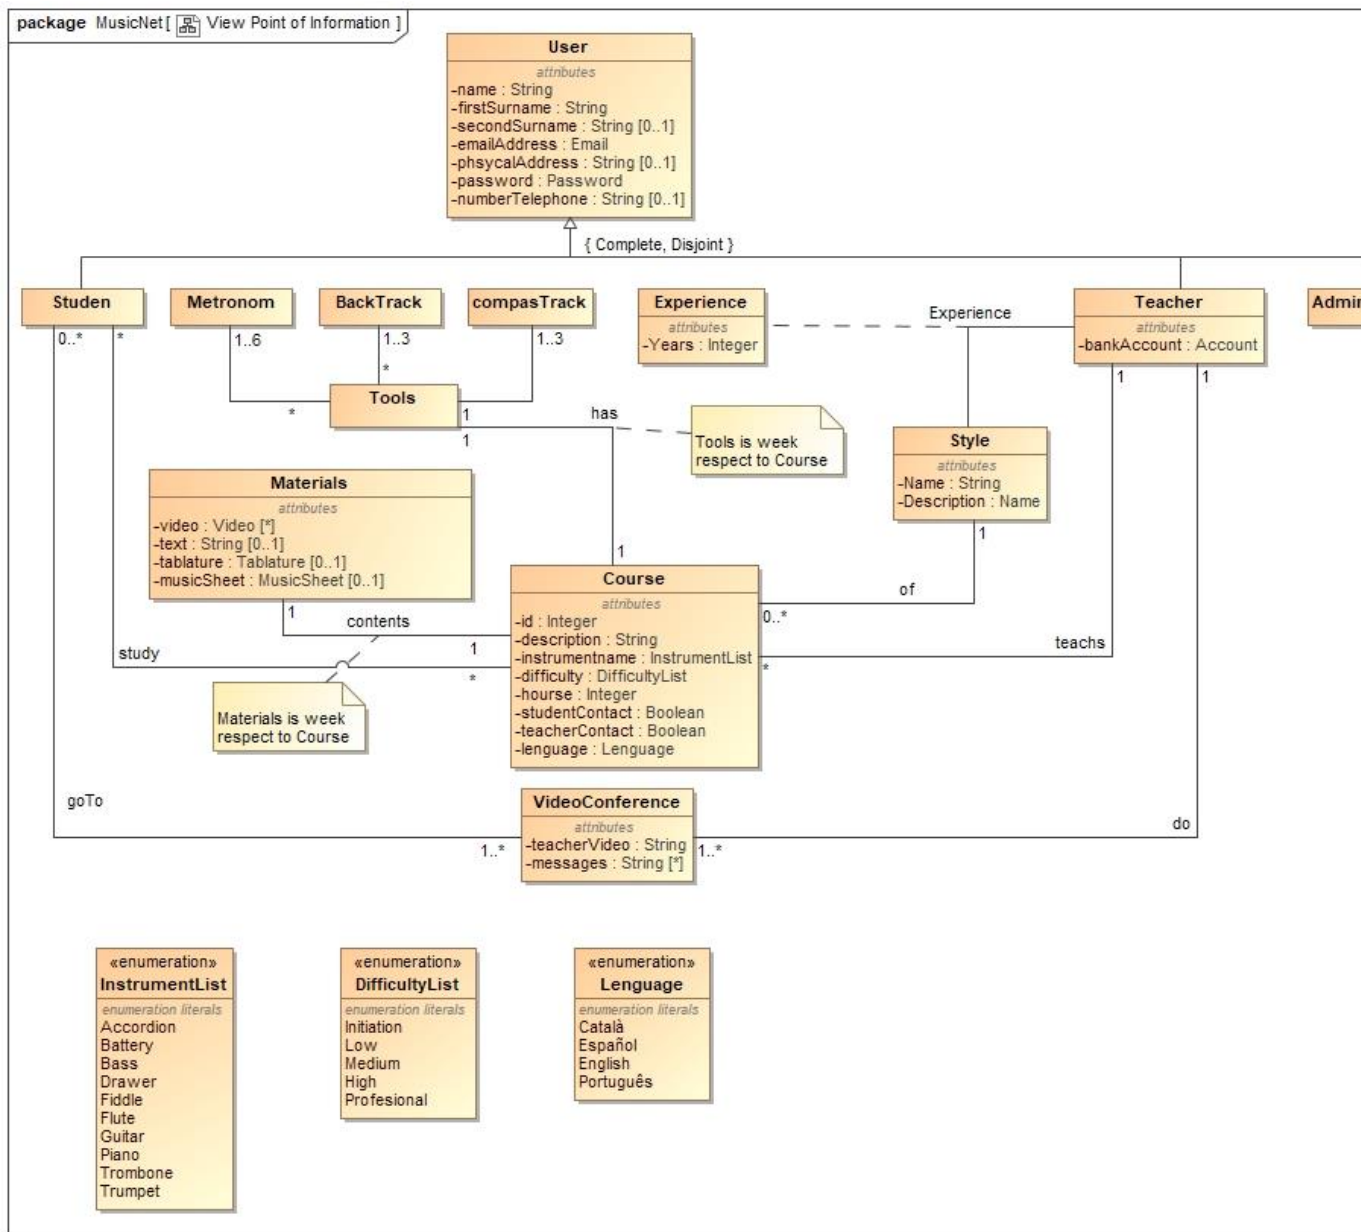 package MusicNet[ View Point of Information ]
User
attributes
-name : String
-firstSurname : String
-secondSurname : String [0..1]
-emailAddress : Email
-phsycalAddress : String [0..1]
-password : Password
-numberTelephone : String [0..1]
{ Complete, Disjoint }
Studen
Metronom
BackTrack
compasTrack
Experience
attributes
-Years : Integer
Experience
Teacher
attributes
-bankAccount : Account
Admin
0..*
*
1..6
1..3
1..3
*
*
Tools
1
1
has
Tools is week
respect to Course
1
1
Style
attributes
-Name : String
-Description : Name
1
Materials
attributes
-video : Video [*]
-text : String [0..1]
-tablature : Tablature [0..1]
-musicSheet : MusicSheet [0..1]
1
contents
1
study
*
Materials is week
respect to Course
1
Course
attributes
-id : Integer
-description : String
-instrumentname : InstrumentList
-difficulty : DifficultyList
-hourse : Integer
-studentContact : Boolean
-teacherContact : Boolean
-lenguage : Lenguage
of
0..*
teachs
*
goTo
1..*
VideoConference
attributes
-teacherVideo : String
-messages : String [*]
1..*
do
«enumeration»
InstrumentList
enumeration literals
Accordion
Battery
Bass
Drawer
Fiddle
Flute
Guitar
Piano
Trombone
Trumpet
«enumeration»
DifficultyList
enumeration literals
Initiation
Low
Medium
High
Profesional
«enumeration»
Lenguage
enumeration literals
Català
Español
English
Português